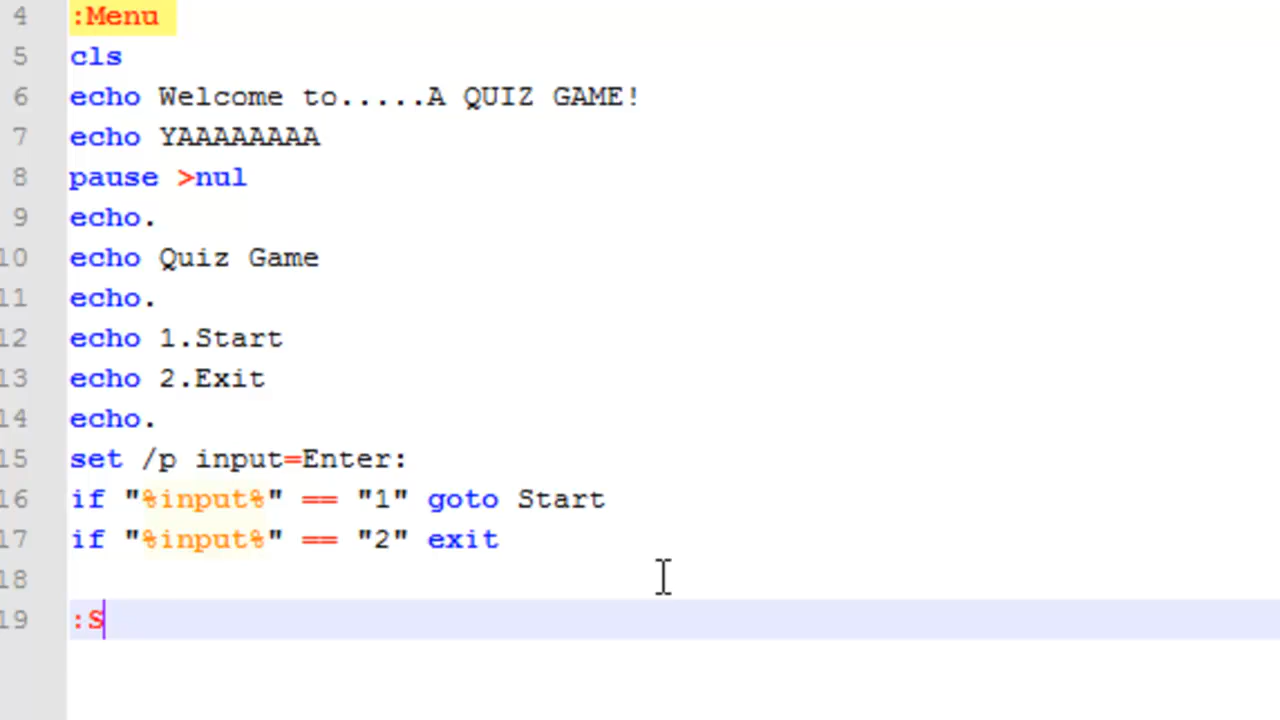 4 :Menu
5 cls
6 echo Welcome to.....A QUIZ GAME!
7 echo YAAAAAAAA
8 pause >nul
9 echo.
10 echo Quiz Game
11 echo.
12 echo 1.Start
13 echo 2.Exit
14 echo.
15 set /p input=Enter:
16 if "%input%" == "1" goto Start
17 if "%input%" == "2" exit
18
19 :S